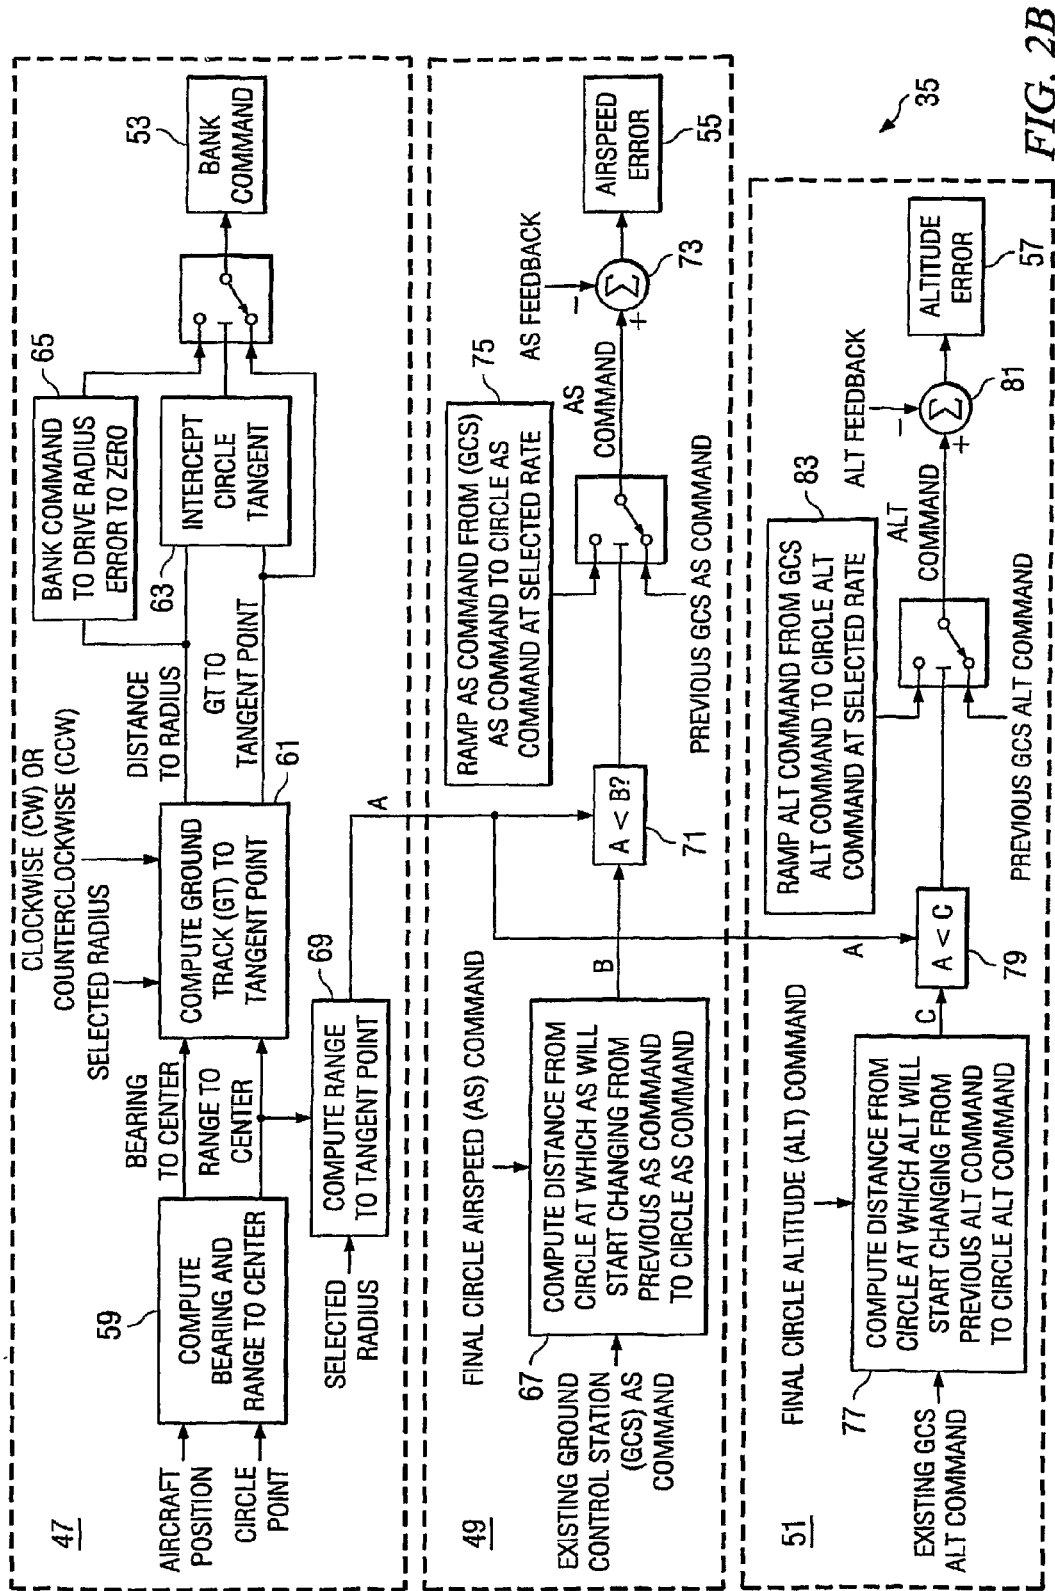 47
AIRCRAFT
POSITION
CIRCLE
POINT
59
COMPUTE
BEARING AND
RANGE TO CENTER
BEARING
TO CENTER
RANGE TO
CENTER
CLOCKWISE (CW) OR
COUNTERCLOCKWISE (CCW)
SELECTED RADIUS
COMPUTE GROUND
TRACK (GT) TO
TANGENT POINT
61
DISTANCE
TO RADIUS
GT TO
TANGENT POINT
65
BANK COMMAND
TO DRIVE RADIUS
ERROR TO ZERO
63
INTERCEPT
CIRCLE
TANGENT
53
BANK
COMMAND
SELECTED
RADIUS
69
COMPUTE RANGE
TO TANGENT POINT
A
49
FINAL CIRCLE AIRSPEED (AS) COMMAND
EXISTING GROUND
CONTROL STATION
(GCS) AS
COMMAND
67
COMPUTE DISTANCE FROM
CIRCLE AT WHICH AS WILL
START CHANGING FROM
PREVIOUS AS COMMAND
TO CIRCLE AS COMMAND
B
A < B?
71
75
RAMP AS COMMAND FROM (GCS)
AS COMMAND TO CIRCLE AS
COMMAND AT SELECTED RATE
PREVIOUS GCS AS COMMAND
AS
COMMAND
AS FEEDBACK
−
+
Σ
73
AIRSPEED
ERROR
55
51
FINAL CIRCLE ALTITUDE (ALT) COMMAND
EXISTING GCS
ALT COMMAND
77
COMPUTE DISTANCE FROM
CIRCLE AT WHICH ALT WILL
START CHANGING FROM
PREVIOUS ALT COMMAND
TO CIRCLE ALT COMMAND
C
A
A < C
79
83
RAMP ALT COMMAND FROM GCS
ALT COMMAND TO CIRCLE ALT
COMMAND AT SELECTED RATE
PREVIOUS GCS ALT COMMAND
ALT
COMMAND
ALT FEEDBACK
−
+
Σ
81
ALTITUDE
ERROR
57
35
FIG. 2B